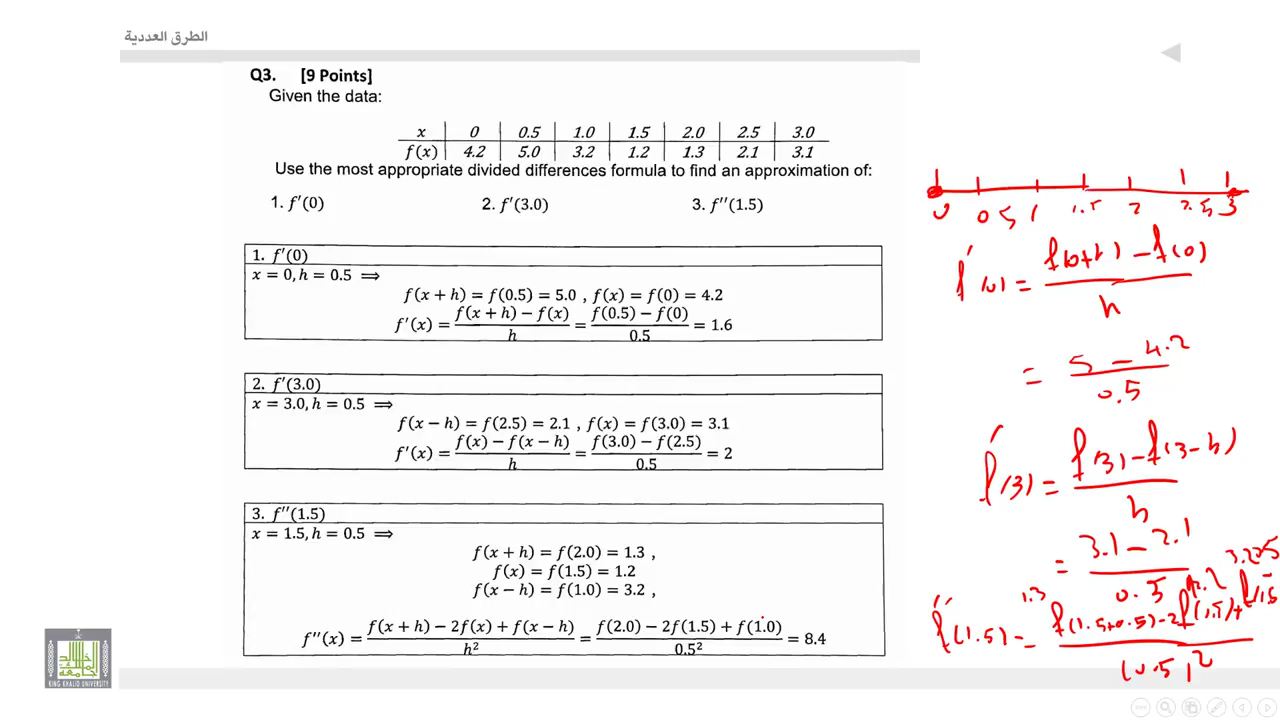 الطرق العددية
Q3. [9 Points]
Given the data:
x 0 0.5 1.0 1.5 2.0 2.5 3.0
f(x) 4.2 5.0 3.2 1.2 1.3 2.1 3.1
Use the most appropriate divided differences formula to find an approximation of:
1. f′(0) 2. f′(3.0) 3. f′′(1.5)
1. f′(0)
x = 0, h = 0.5 ⟹
f(x + h) = f(0.5) = 5.0 , f(x) = f(0) = 4.2
f′(x) = (f(x + h) − f(x))/h = (f(0.5) − f(0))/0.5 = 1.6
2. f′(3.0)
x = 3.0, h = 0.5 ⟹
f(x − h) = f(2.5) = 2.1 , f(x) = f(3.0) = 3.1
f′(x) = (f(x) − f(x − h))/h = (f(3.0) − f(2.5))/0.5 = 2
3. f′′(1.5)
x = 1.5, h = 0.5 ⟹
f(x + h) = f(2.0) = 1.3 ,
f(x) = f(1.5) = 1.2
f(x − h) = f(1.0) = 3.2 ,
f′′(x) = (f(x + h) − 2f(x) + f(x − h))/h² = (f(2.0) − 2f(1.5) + f(1.0))/0.5² = 8.4
0 0.5 1 1.5 2 2.5 3
f′(0) = (f(0+h) − f(0))/h
= (5 − 4.2)/0.5
f′(3) = (f(3) − f(3−h))/h
= (3.1 − 2.1)/0.5
1.3
f′′(1.5) = (f(1.5+0.5) − 2f(1.5) +
(0.5)²
جامعة الملك خالد
KING KHALID UNIVERSITY